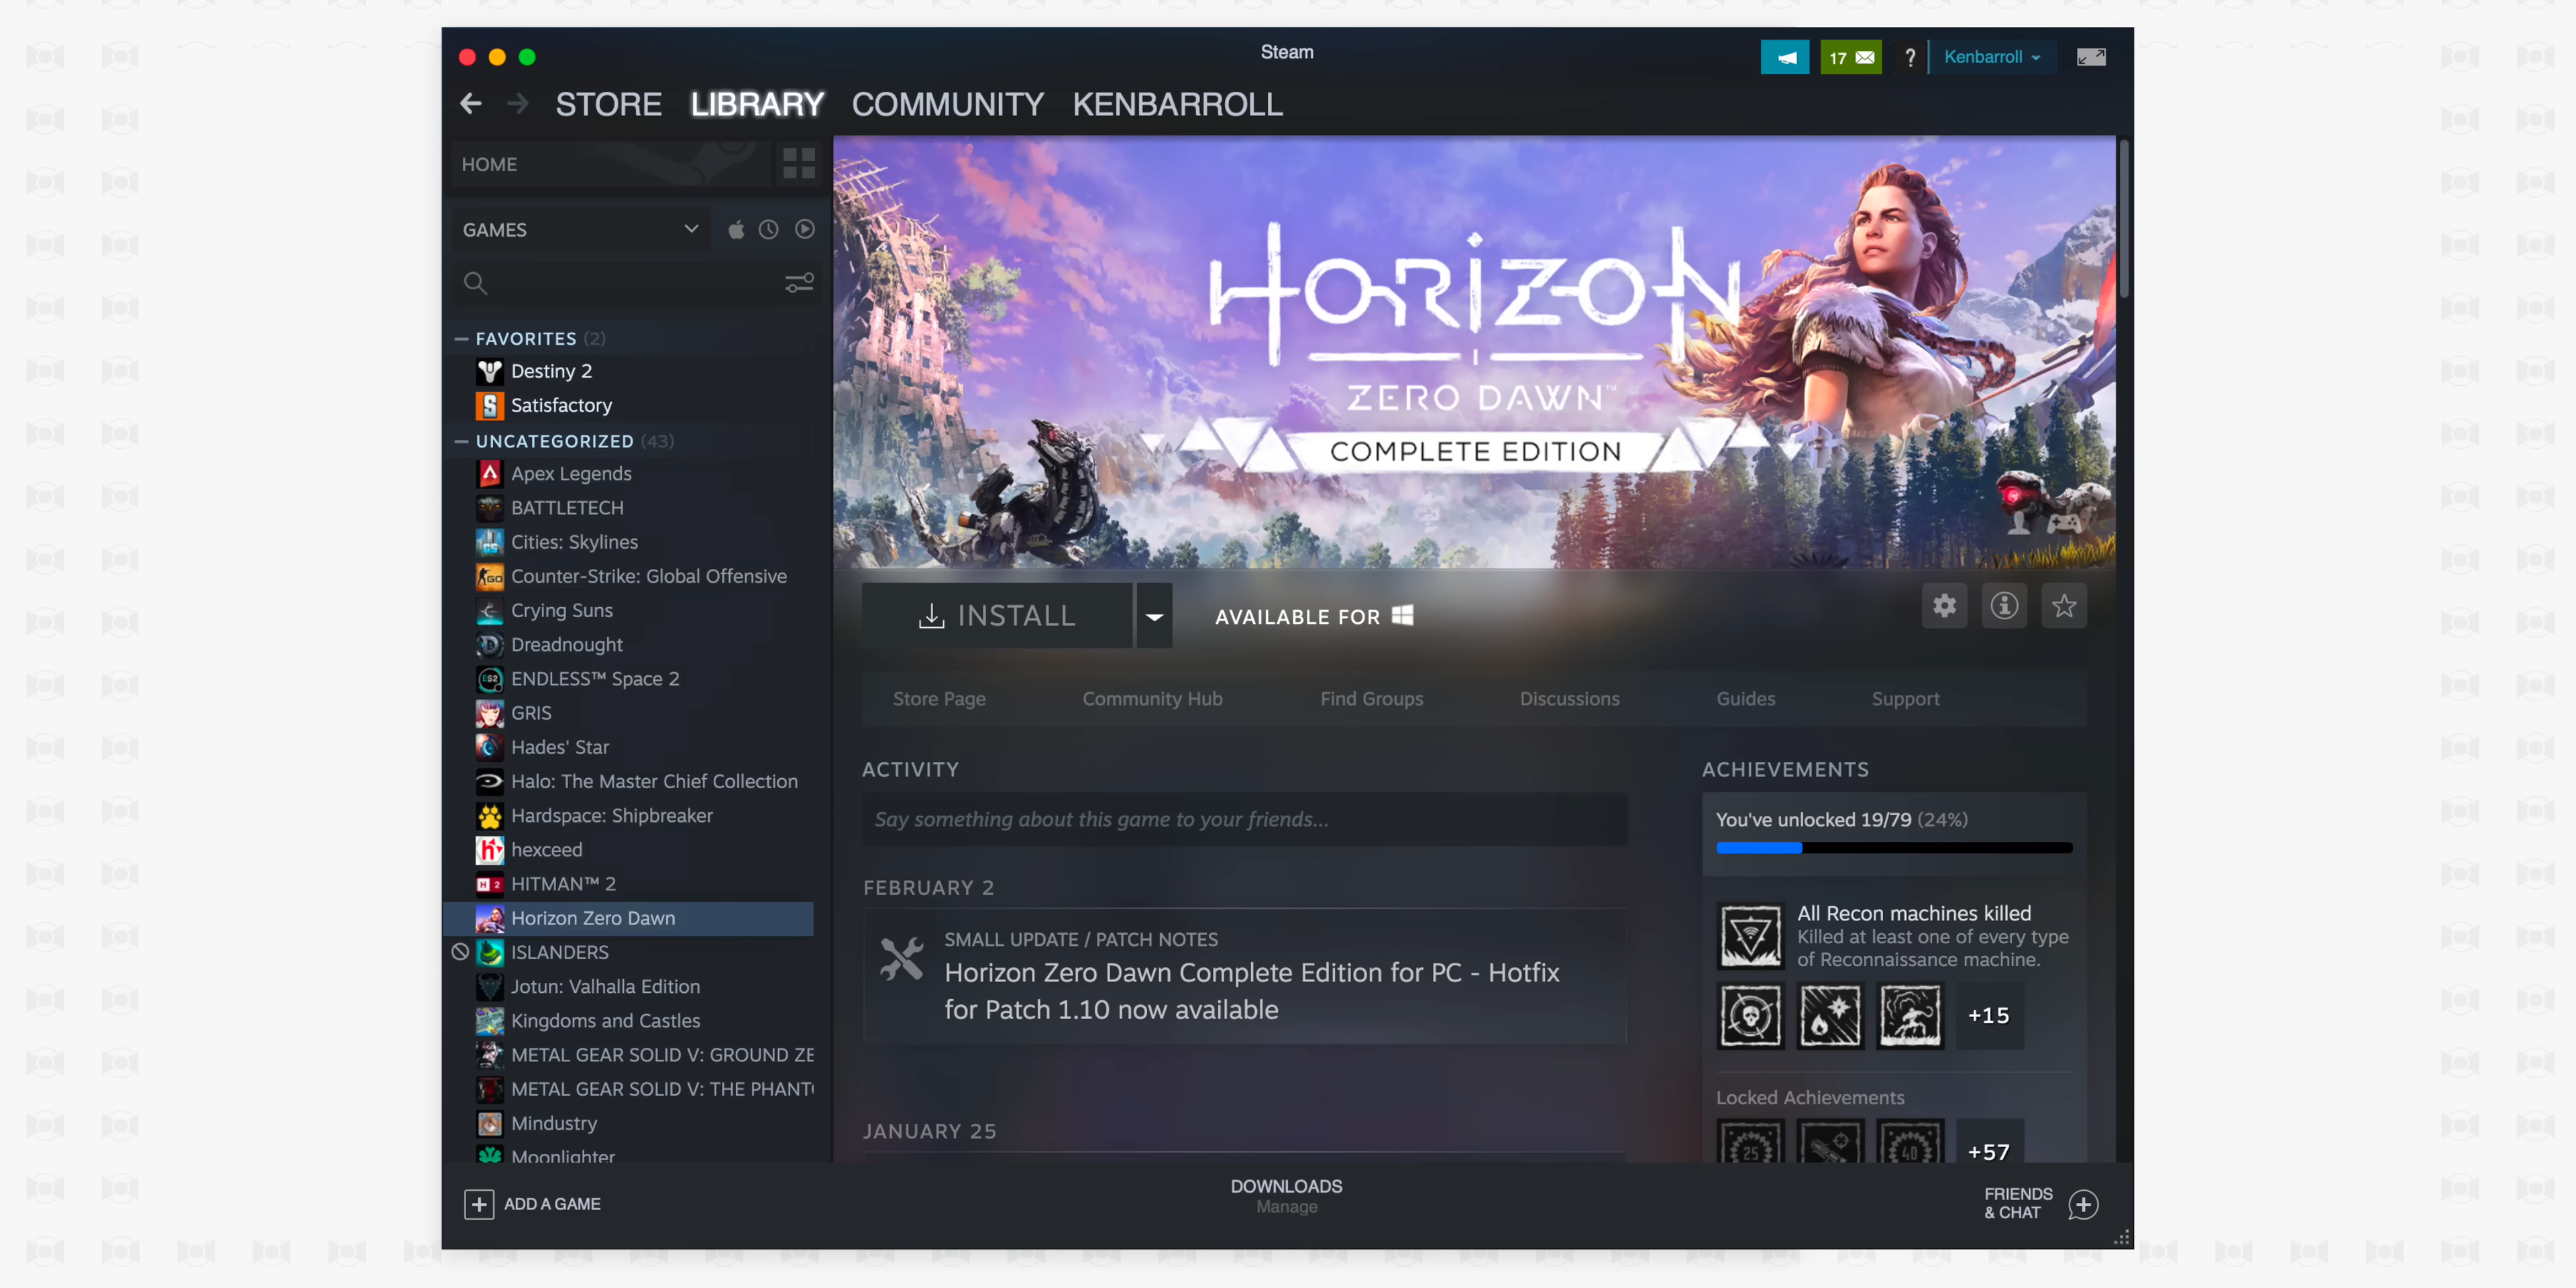 Steam
17
?
Kenbarroll
STORE
LIBRARY
COMMUNITY
KENBARROLL
HOME
GAMES
FAVORITES (2)
Destiny 2
Satisfactory
UNCATEGORIZED (43)
Apex Legends
BATTLETECH
Cities: Skylines
Counter-Strike: Global Offensive
Crying Suns
Dreadnought
ENDLESS™ Space 2
GRIS
Hades' Star
Halo: The Master Chief Collection
Hardspace: Shipbreaker
hexceed
HITMAN™ 2
Horizon Zero Dawn
ISLANDERS
Jotun: Valhalla Edition
Kingdoms and Castles
METAL GEAR SOLID V: GROUND ZE
METAL GEAR SOLID V: THE PHANT
Mindustry
Moonlighter
ADD A GAME
HORIZON
ZERO DAWN™
COMPLETE EDITION
INSTALL
AVAILABLE FOR
Store Page
Community Hub
Find Groups
Discussions
Guides
Support
ACTIVITY
Say something about this game to your friends...
FEBRUARY 2
SMALL UPDATE / PATCH NOTES
Horizon Zero Dawn Complete Edition for PC - Hotfix
for Patch 1.10 now available
JANUARY 25
ACHIEVEMENTS
You've unlocked 19/79 (24%)
All Recon machines killed
Killed at least one of every type
of Reconnaissance machine.
+15
Locked Achievements
25
40
+57
DOWNLOADS
Manage
FRIENDS
& CHAT